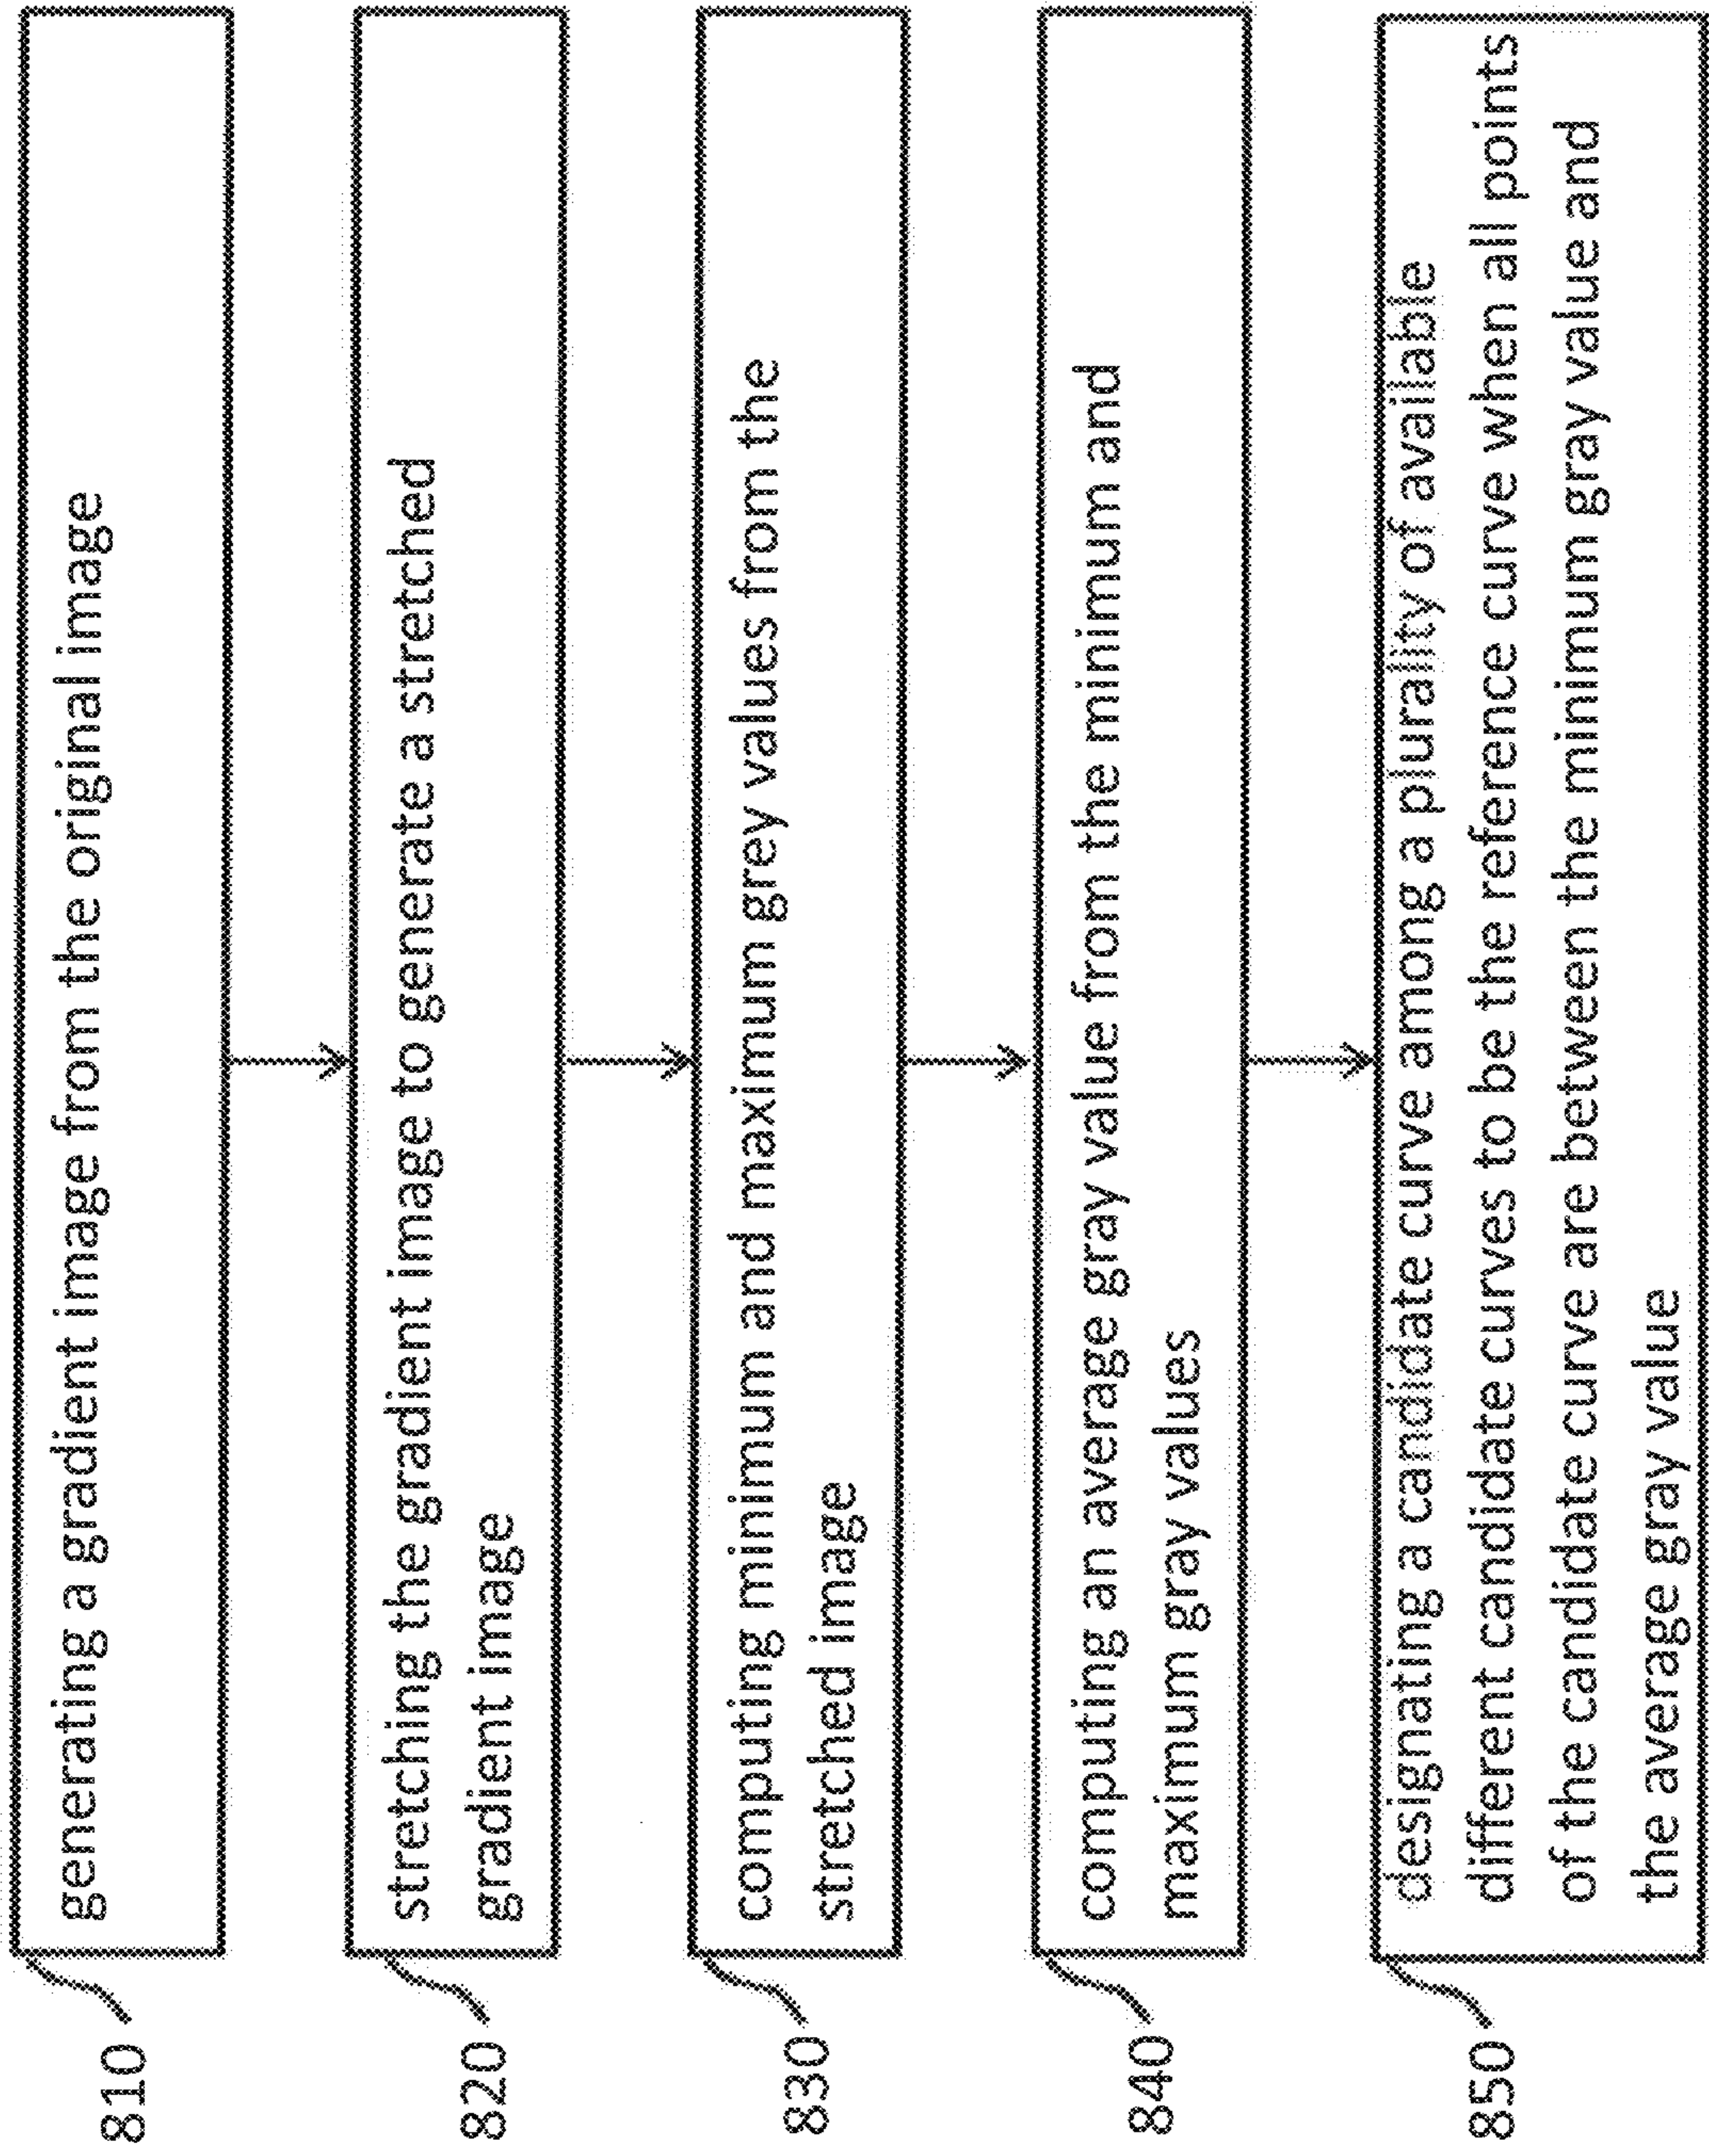 810
generating a gradient image from the original image
820
stretching the gradient image to generate a stretched
gradient image
830
computing minimum and maximum grey values from the
stretched image
840
computing an average gray value from the minimum and
maximum gray values
850
designating a candidate curve among a plurality of available
different candidate curves to be the reference curve when all points
of the candidate curve are between the minimum gray value and
the average gray value